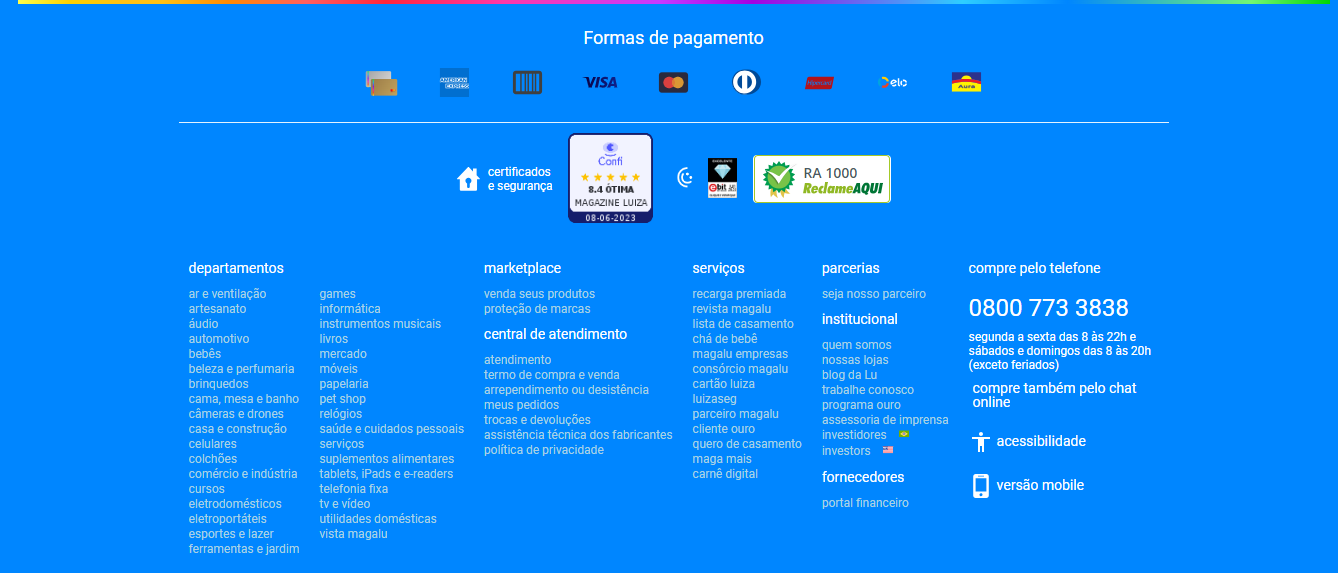 Formas de pagamento
AMERICAN
EXPRESS
VISA
elo
Aura
certificados
e segurança
Confi
8.4 ÓTIMA
MAGAZINE LUIZA
08-06-2023
EXCELENTE
ebit
RA 1000
ReclameAQUI
departamentos
ar e ventilação
artesanato
áudio
automotivo
bebês
beleza e perfumaria
brinquedos
cama, mesa e banho
câmeras e drones
casa e construção
celulares
colchões
comércio e indústria
cursos
eletrodomésticos
eletroportáteis
esportes e lazer
ferramentas e jardim
games
informática
instrumentos musicais
livros
mercado
móveis
papelaria
pet shop
relógios
saúde e cuidados pessoais
serviços
suplementos alimentares
tablets, iPads e e-readers
telefonia fixa
tv e vídeo
utilidades domésticas
vista magalu
marketplace
venda seus produtos
proteção de marcas
central de atendimento
atendimento
termo de compra e venda
arrependimento ou desistência
meus pedidos
trocas e devoluções
assistência técnica dos fabricantes
política de privacidade
serviços
recarga premiada
revista magalu
lista de casamento
chá de bebê
magalu empresas
consórcio magalu
cartão luiza
luizaseg
parceiro magalu
cliente ouro
quero de casamento
maga mais
carnê digital
parcerias
seja nosso parceiro
institucional
quem somos
nossas lojas
blog da Lu
trabalhe conosco
programa ouro
assessoria de imprensa
investidores
investors
fornecedores
portal financeiro
compre pelo telefone
0800 773 3838
segunda a sexta das 8 às 22h e
sábados e domingos das 8 às 20h
(exceto feriados)
compre também pelo chat
online
acessibilidade
versão mobile